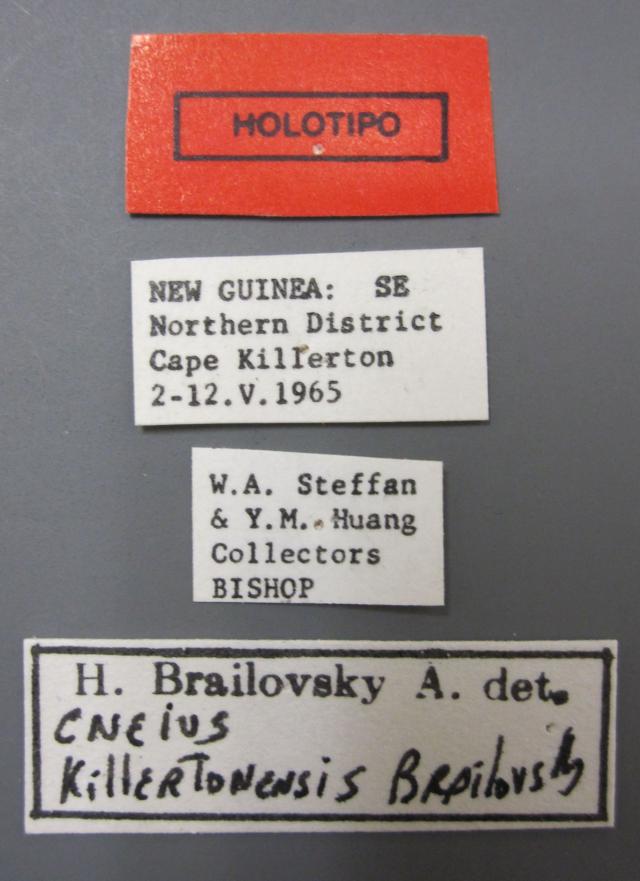 HOLOTIPO
NEW GUINEA: SE
Northern District
Cape Killerton
2-12.V.1965
W.A. Steffan
& Y.M. Huang
Collectors
BISHOP
H. Brailovsky A. det.
CNEIUS
KillERTONENSIS BRAilovsky